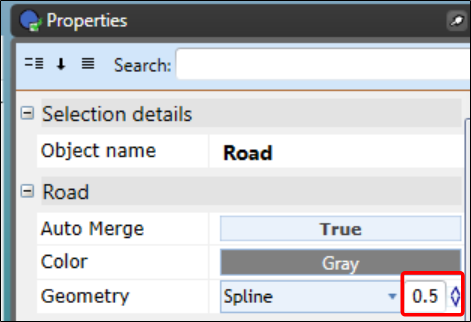 Properties
Search:
Selection details
Object name Road
Road
Auto Merge True
Color Gray
Geometry Spline 0.5